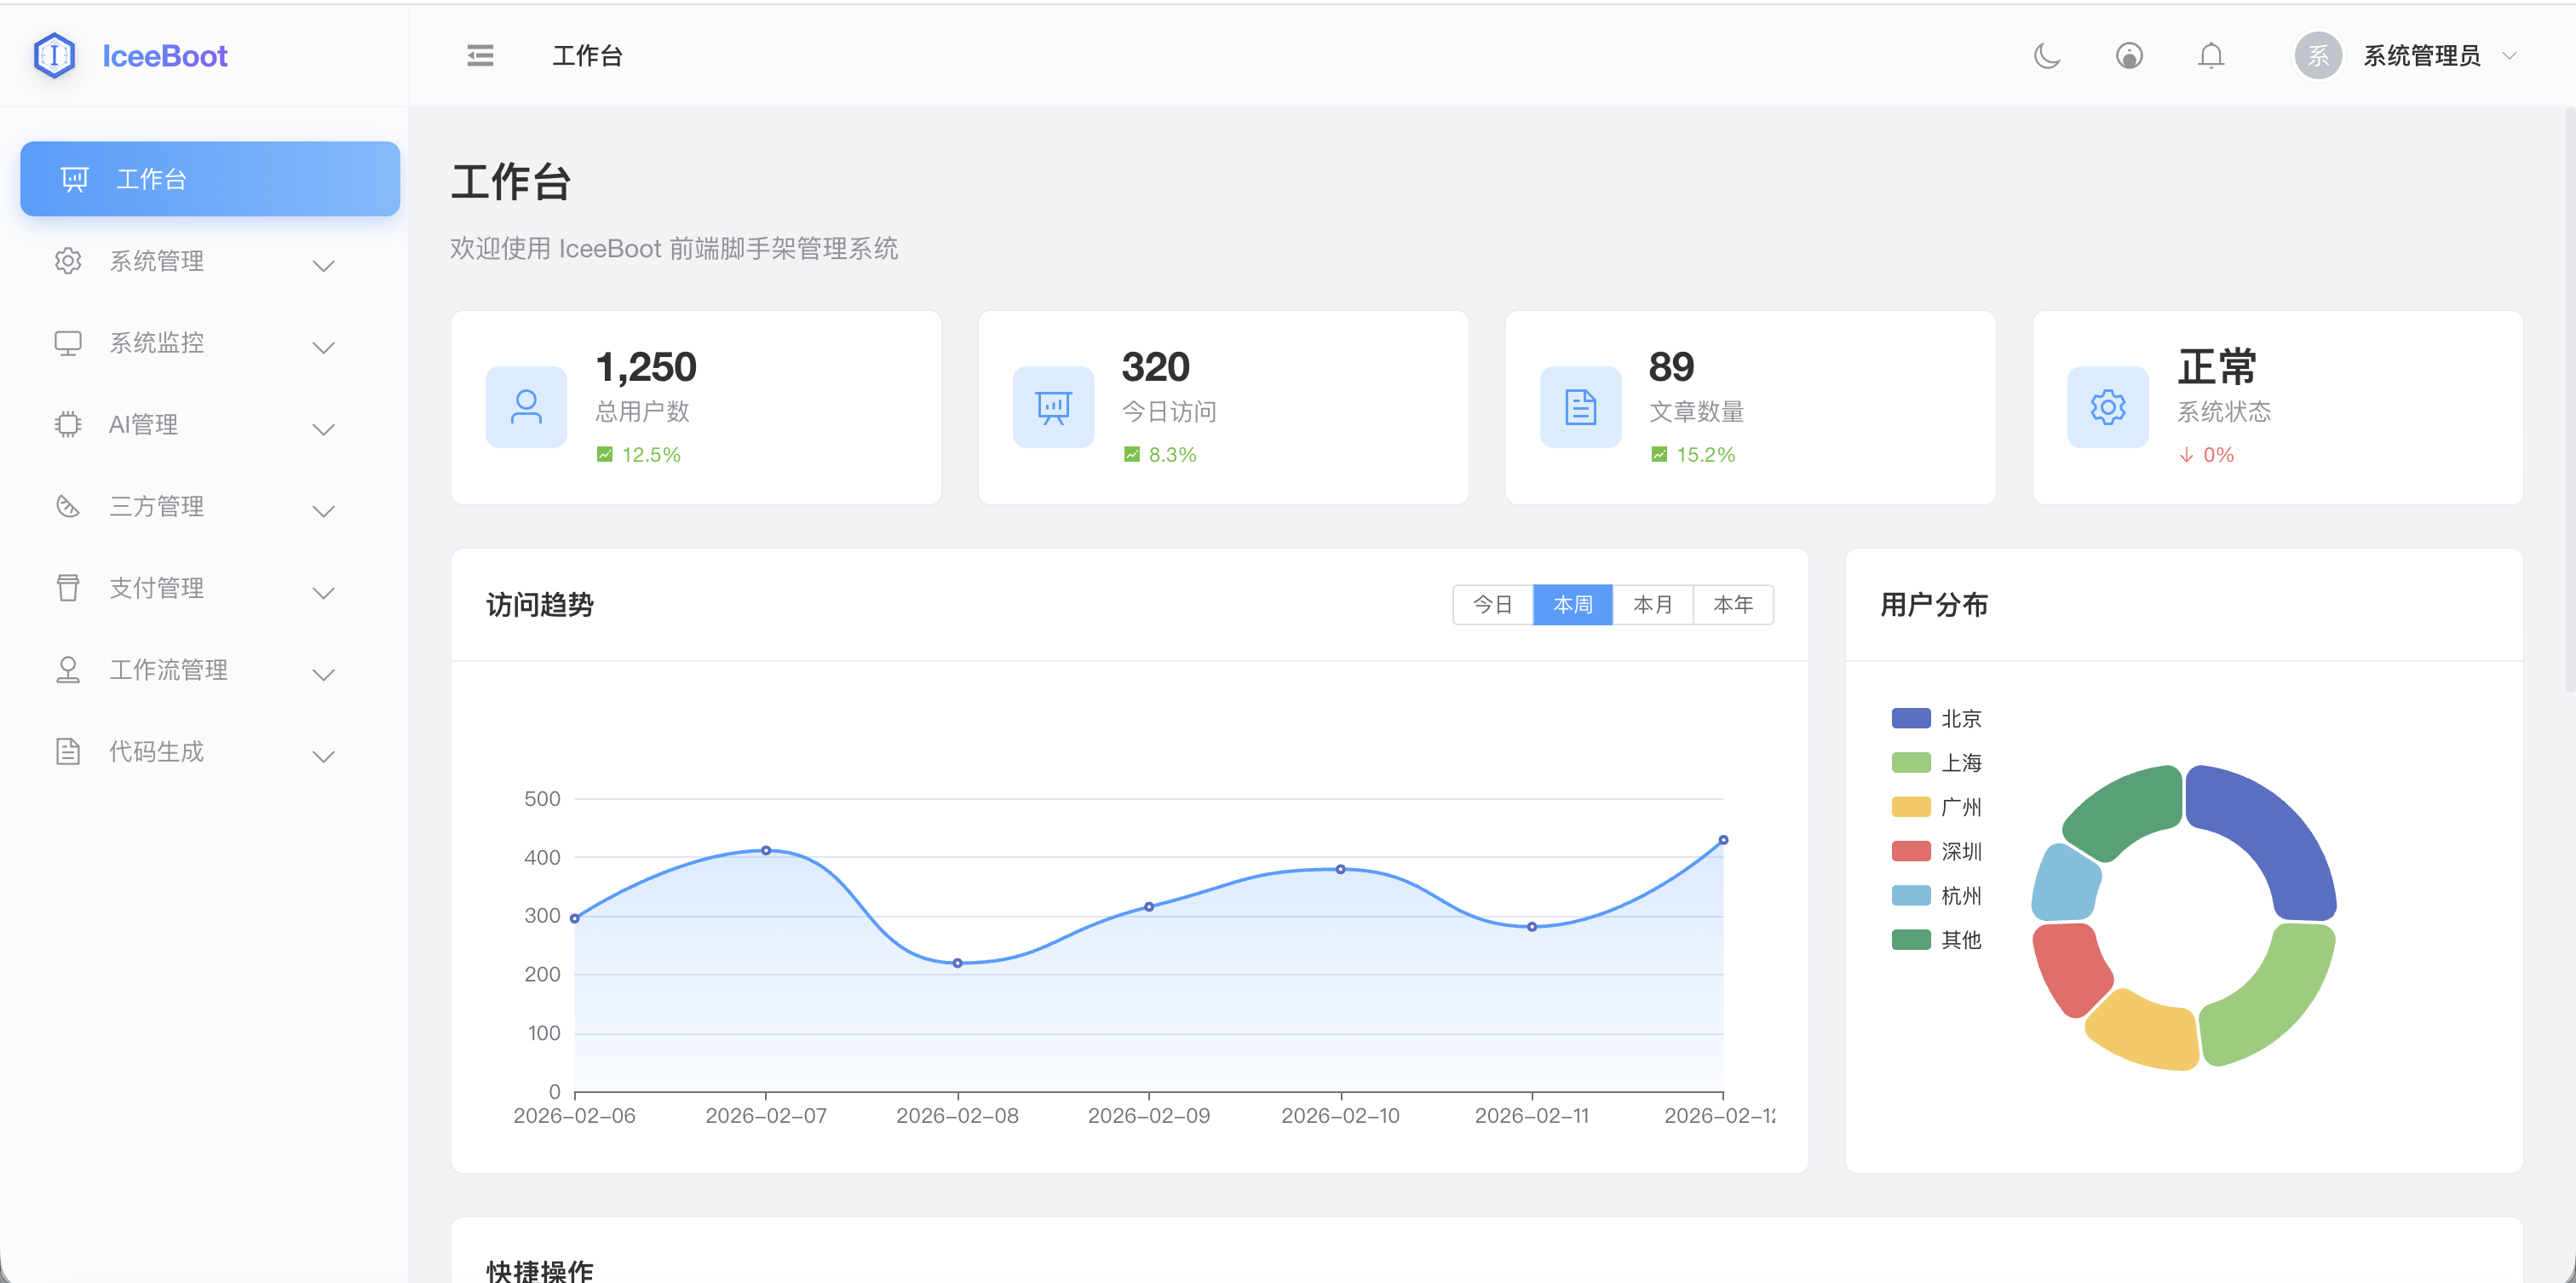 IceeBoot
工作台
系
系统管理员
工作台
系统管理
系统监控
AI管理
三方管理
支付管理
工作流管理
代码生成
工作台
欢迎使用 IceeBoot 前端脚手架管理系统
1,250
总用户数
12.5%
320
今日访问
8.3%
89
文章数量
15.2%
正常
系统状态
0%
访问趋势
今日 本周 本月 本年
500
400
300
200
100
0
2026-02-06 2026-02-07 2026-02-08 2026-02-09 2026-02-10 2026-02-11 2026-02-12
用户分布
北京
上海
广州
深圳
杭州
其他
快捷操作